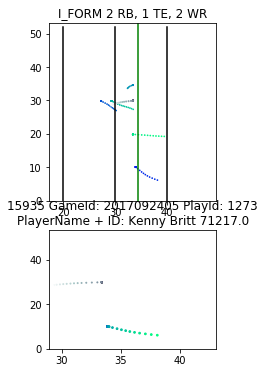 I_FORM 2 RB, 1 TE, 2 WR
50
40
30
20
10
0
20 30 40
15935 GameId: 2017092405 PlayId: 1273
PlayerName + ID: Kenny Britt 71217.0
40
20
0
30 35 40